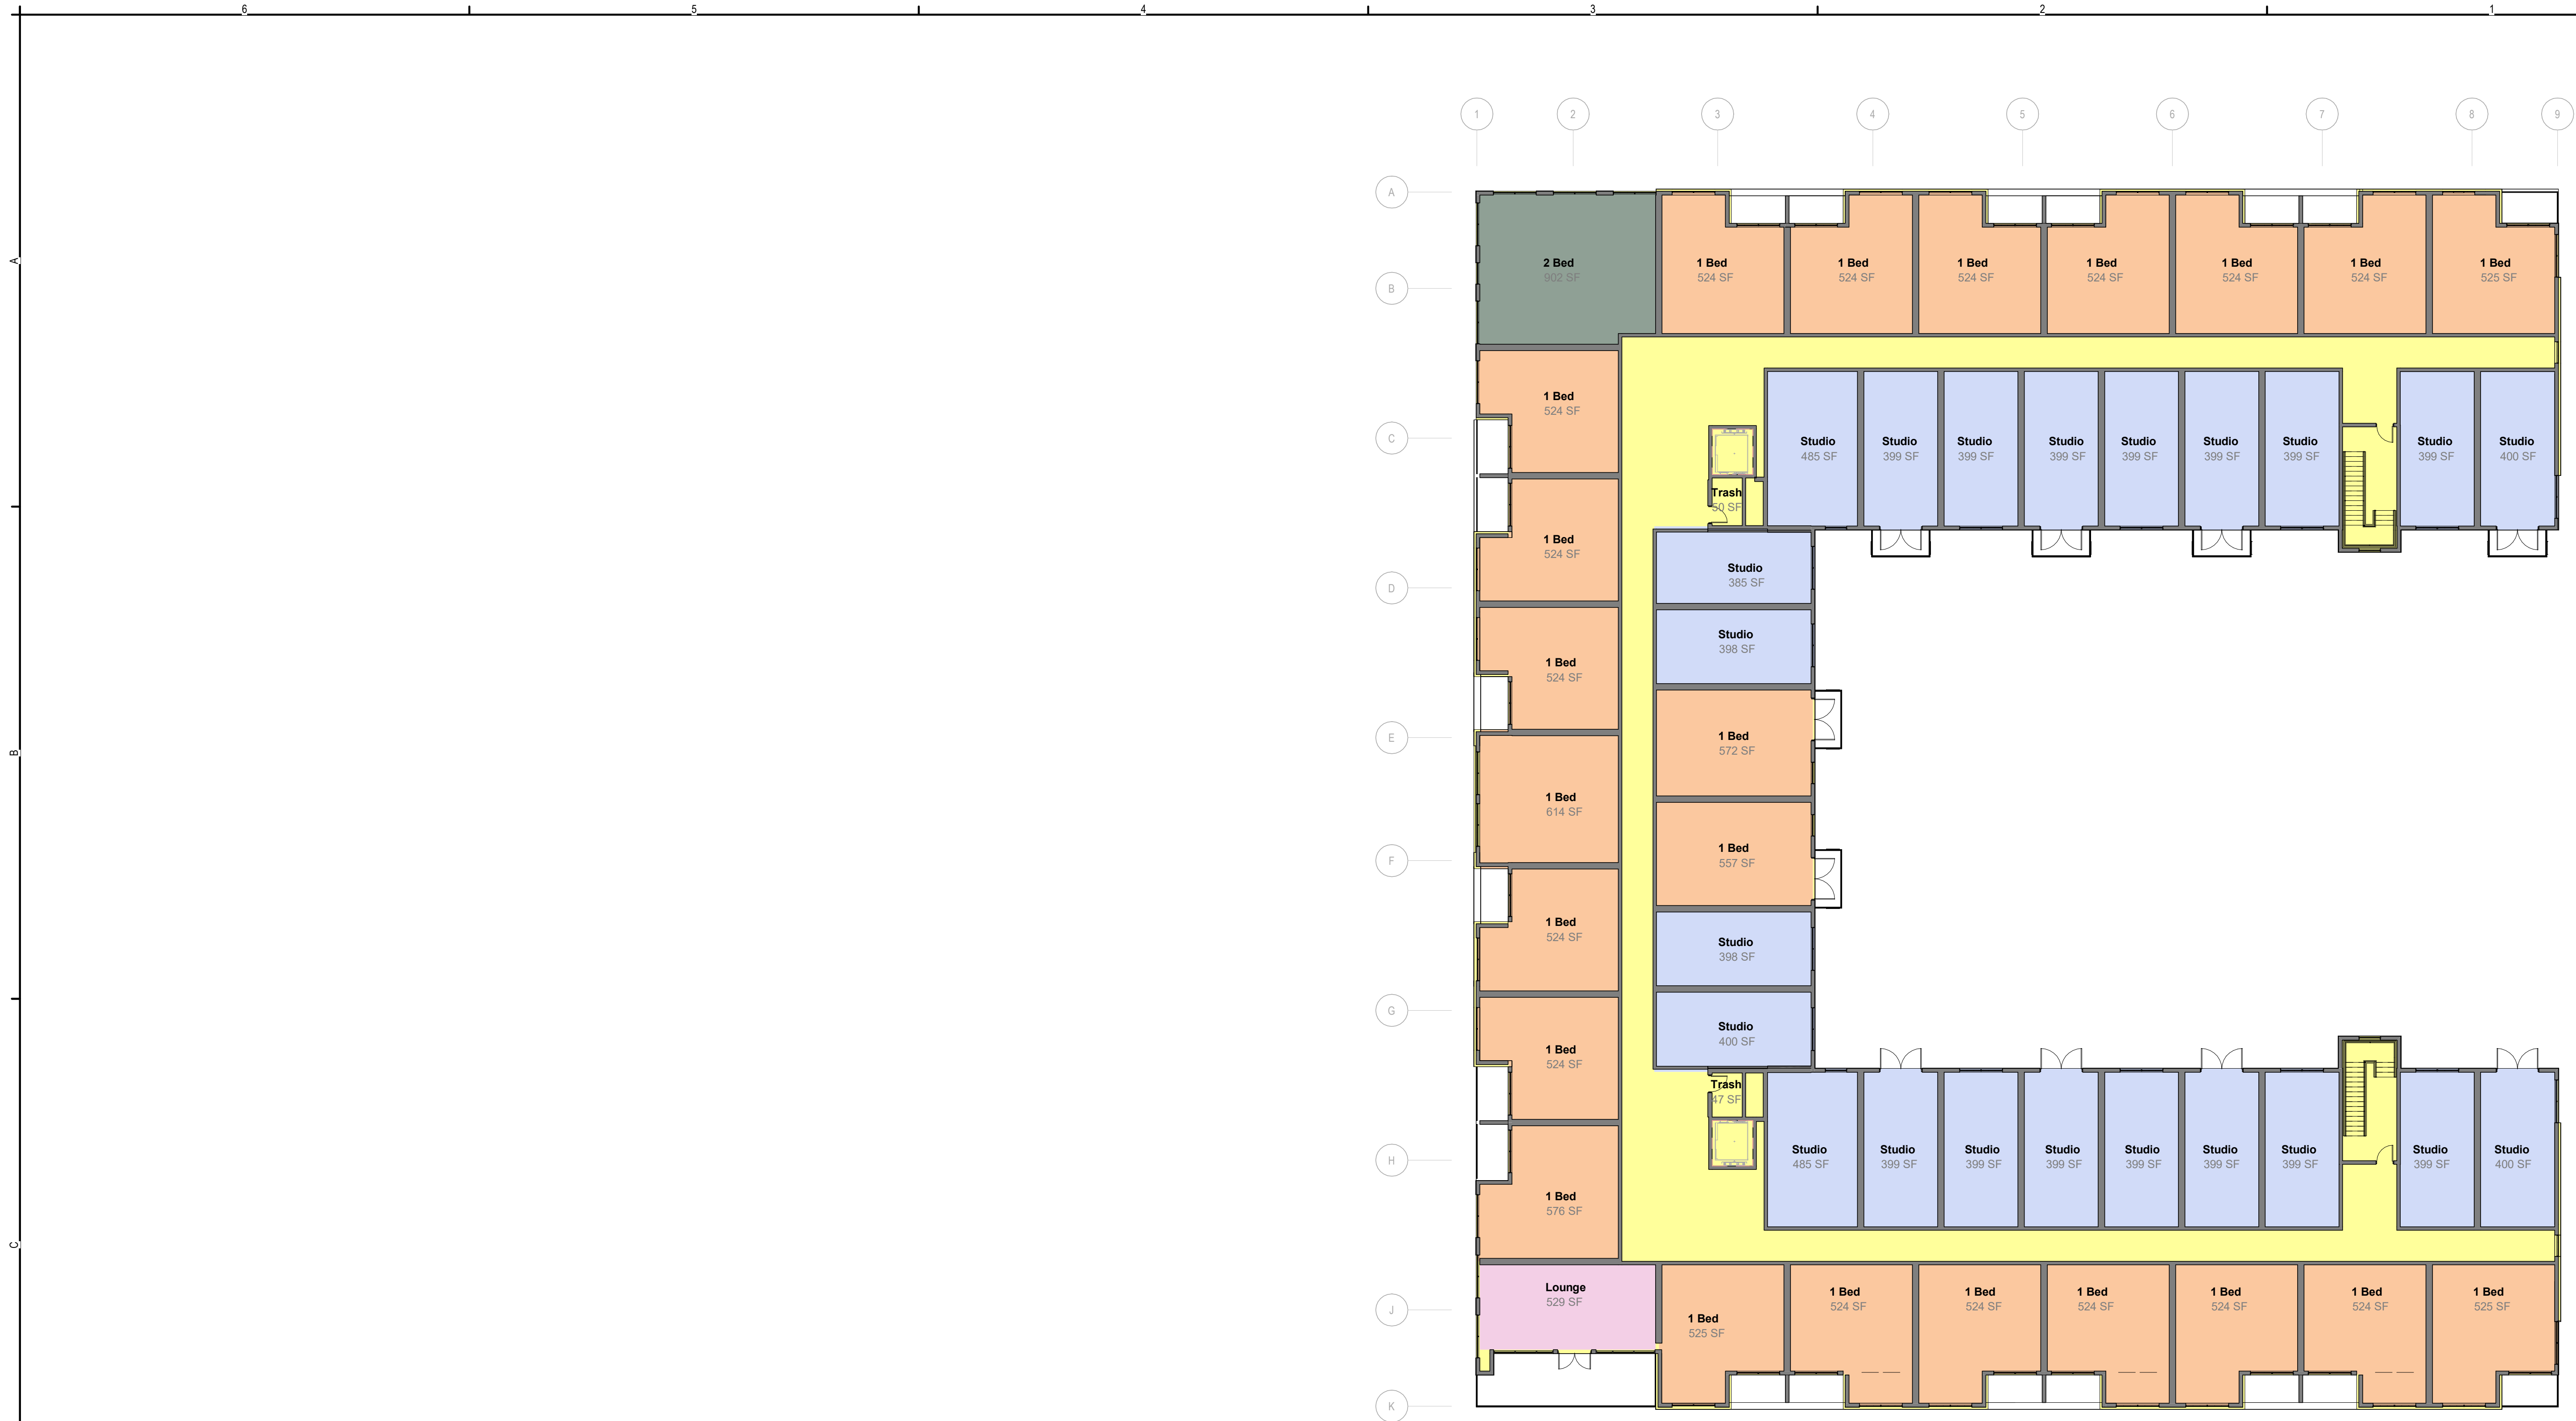 6 5 4 3 2 1
1 2 3 4 5 6 7 8 9
A
A
2 Bed 1 Bed 1 Bed 1 Bed 1 Bed 1 Bed 1 Bed 1 Bed
902 SF 524 SF 524 SF 524 SF 524 SF 524 SF 524 SF 525 SF
B
1 Bed
524 SF
C
Studio Studio Studio Studio Studio Studio Studio Studio Studio
485 SF 399 SF 399 SF 399 SF 399 SF 399 SF 399 SF 399 SF 400 SF
Trash
50 SF
1 Bed
524 SF
Studio
385 SF
D
Studio
398 SF
1 Bed
524 SF
E
B
1 Bed
572 SF
1 Bed
614 SF
1 Bed
557 SF
F
1 Bed
524 SF
Studio
398 SF
G
Studio
400 SF
1 Bed
524 SF
Trash
47 SF
H
Studio Studio Studio Studio Studio Studio Studio Studio Studio
485 SF 399 SF 399 SF 399 SF 399 SF 399 SF 399 SF 399 SF 400 SF
1 Bed
576 SF
C
Lounge
529 SF
1 Bed 1 Bed 1 Bed 1 Bed 1 Bed 1 Bed
524 SF 524 SF 524 SF 524 SF 524 SF 525 SF
J
1 Bed
525 SF
K